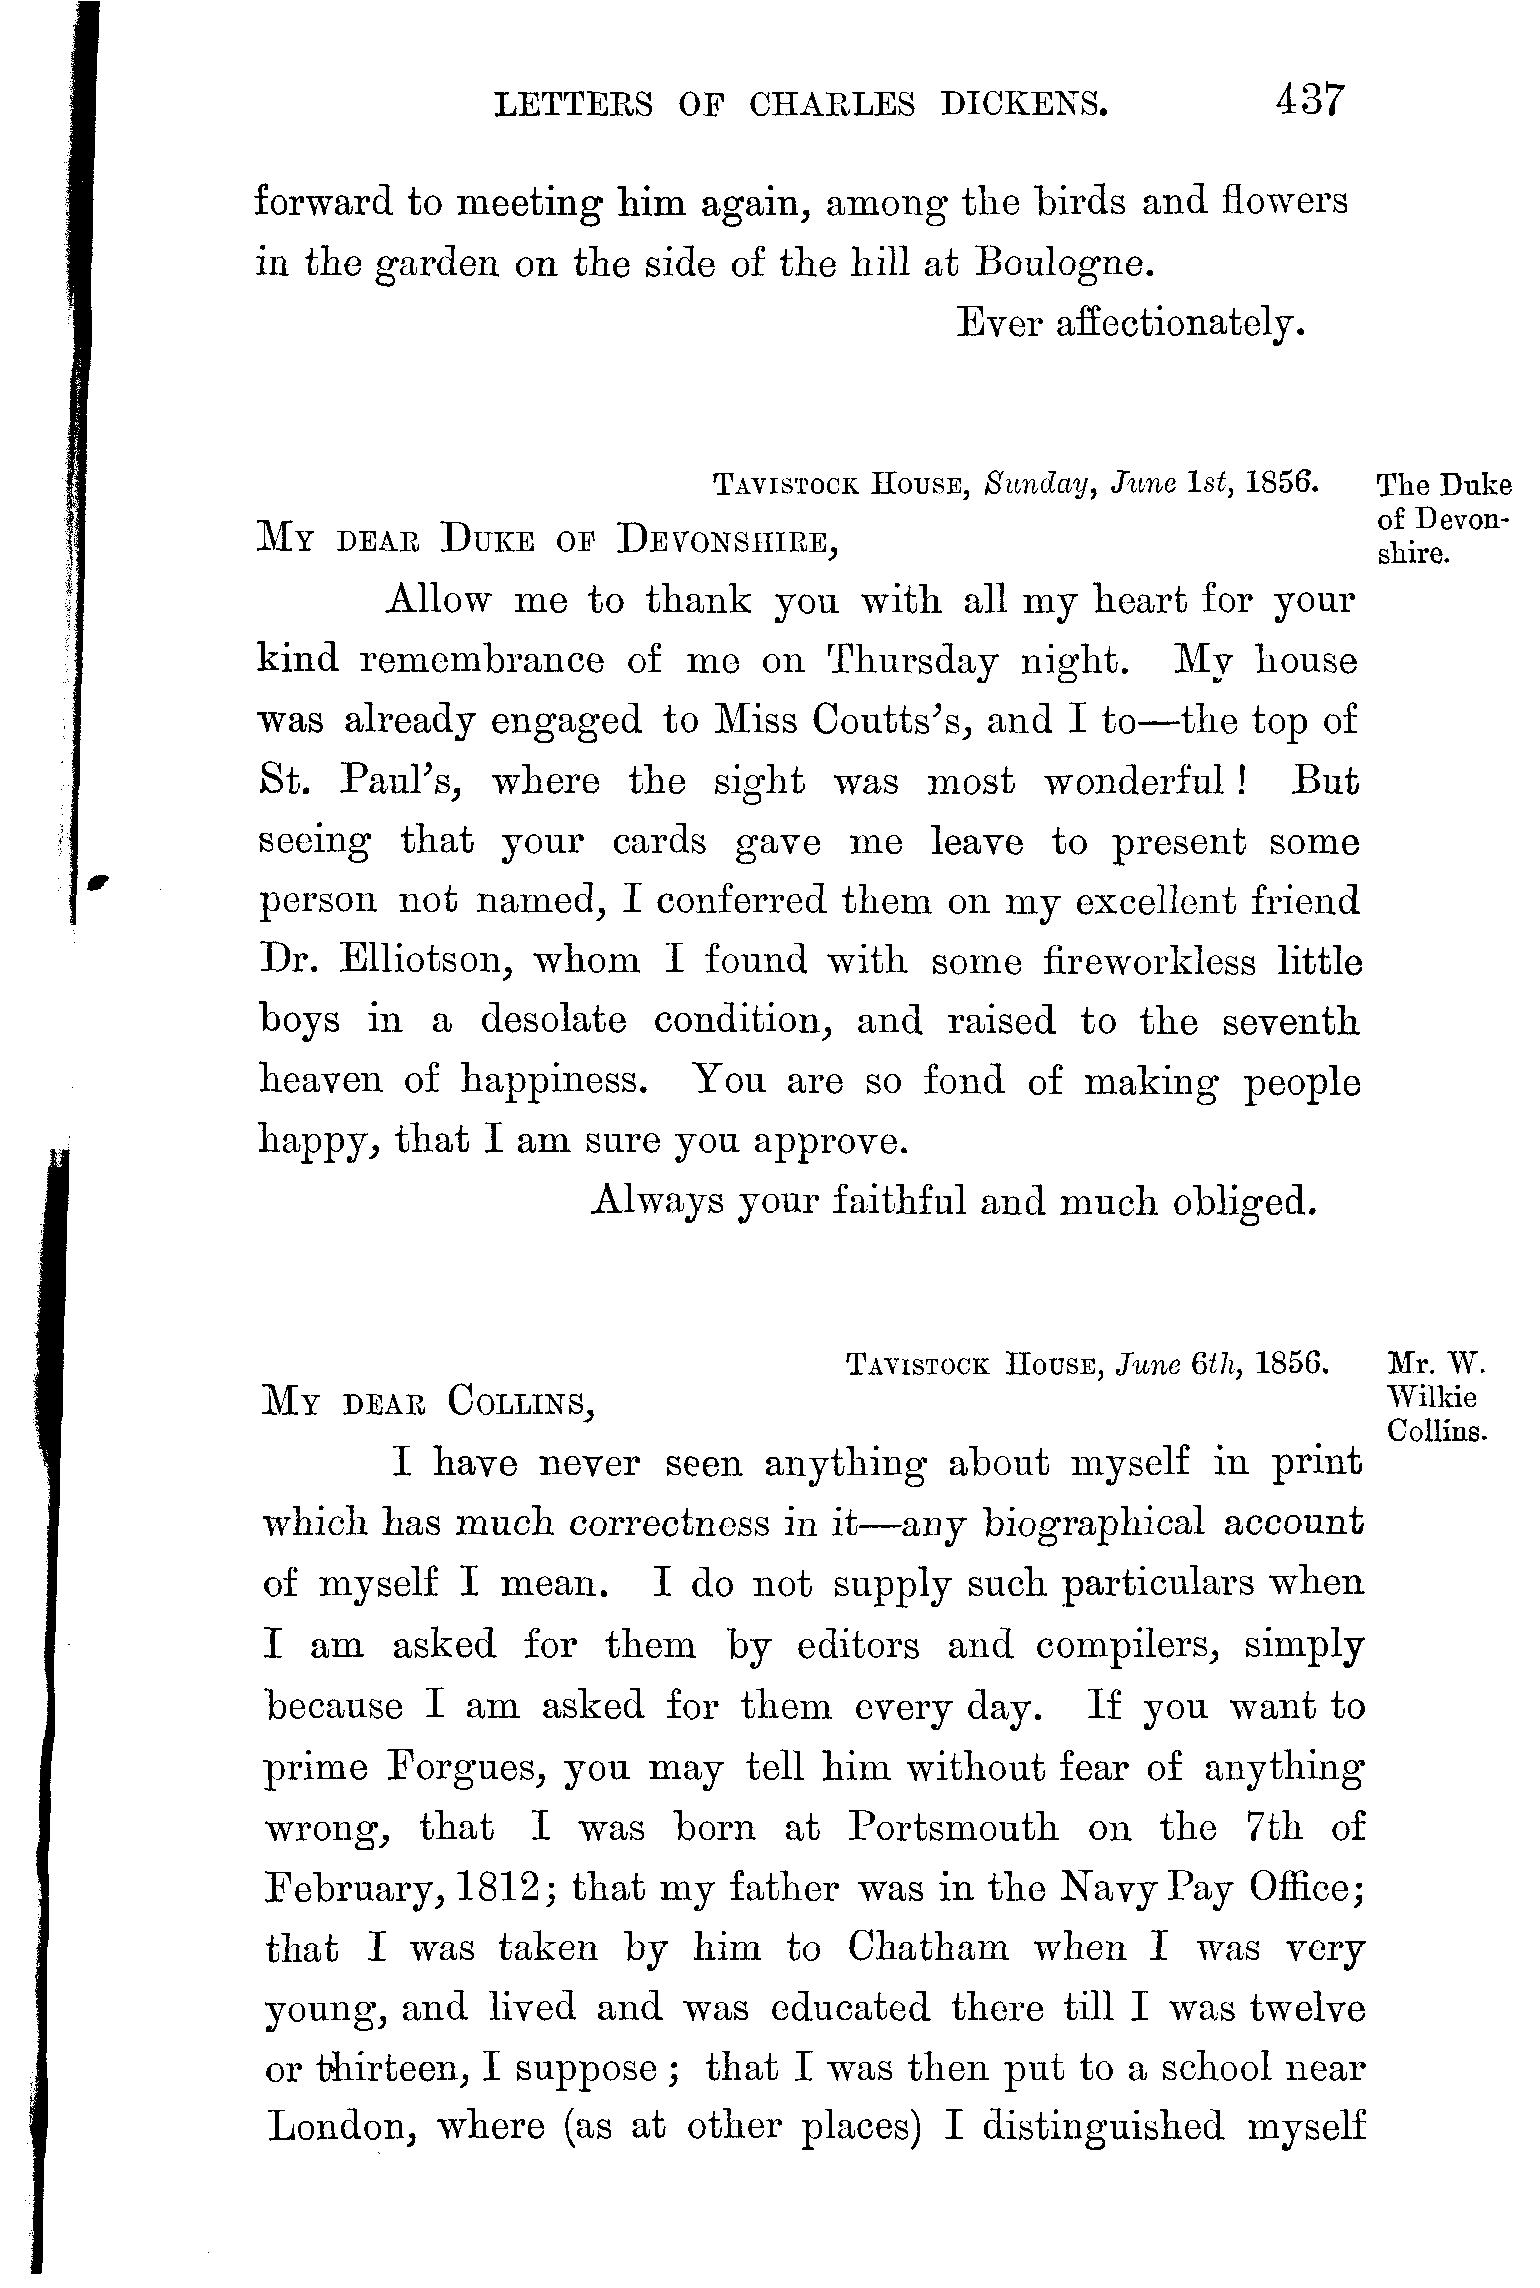 LETTERS OF CHARLES DICKENS. 437
forward to meeting him again, among the birds and flowers
in the garden on the side of the hill at Boulogne.
Ever affectionately.
TAVISTOCK HOUSE, Sunday, June 1st, 1856.
The Duke
of Devon-
shire.
MY DEAR DUKE OF DEVONSHIRE,
Allow me to thank you with all my heart for your
kind remembrance of me on Thursday night. My house
was already engaged to Miss Coutts's, and I to—the top of
St. Paul's, where the sight was most wonderful! But
seeing that your cards gave me leave to present some
person not named, I conferred them on my excellent friend
Dr. Elliotson, whom I found with some fireworkless little
boys in a desolate condition, and raised to the seventh
heaven of happiness. You are so fond of making people
happy, that I am sure you approve.
Always your faithful and much obliged.
TAVISTOCK HOUSE, June 6th, 1856.
Mr. W.
Wilkie
Collins.
MY DEAR COLLINS,
I have never seen anything about myself in print
which has much correctness in it—any biographical account
of myself I mean. I do not supply such particulars when
I am asked for them by editors and compilers, simply
because I am asked for them every day. If you want to
prime Forgues, you may tell him without fear of anything
wrong, that I was born at Portsmouth on the 7th of
February, 1812; that my father was in the Navy Pay Office;
that I was taken by him to Chatham when I was very
young, and lived and was educated there till I was twelve
or thirteen, I suppose; that I was then put to a school near
London, where (as at other places) I distinguished myself